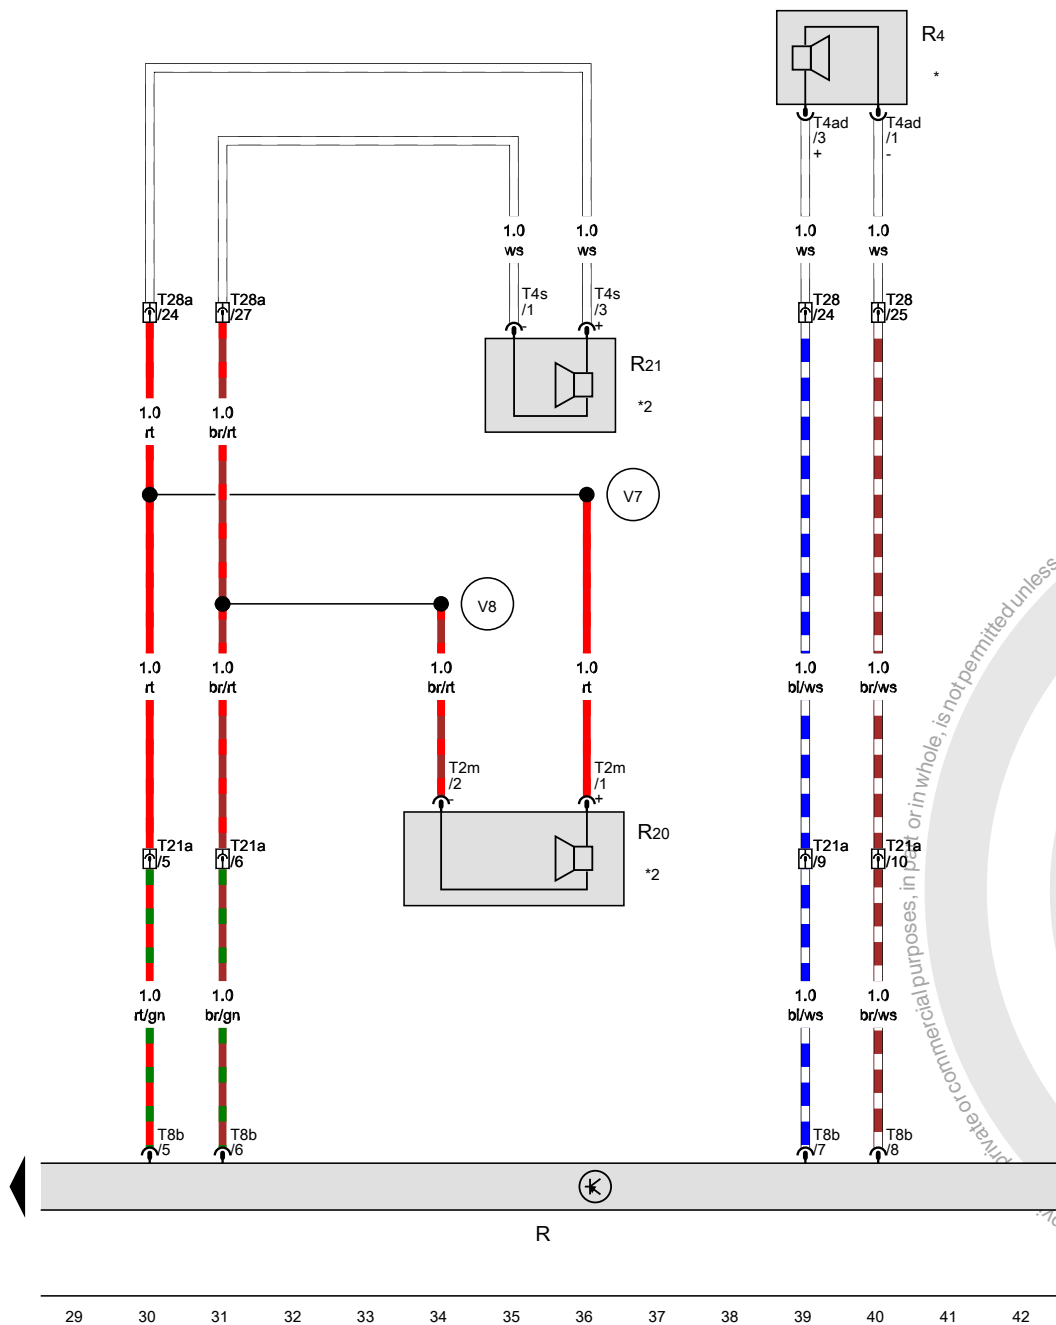 R4
*
T4ad
/3
+
T4ad
/1
-
1.0
ws
1.0
ws
1.0
ws
1.0
ws
T28a
/24
T28a
/27
T4s
/1
-
T4s
/3
+
T28
/24
T28
/25
R21
*2
1.0
rt
1.0
br/rt
V7
V8
1.0
rt
1.0
br/rt
1.0
br/rt
1.0
rt
1.0
bl/ws
1.0
br/ws
T2m
/2
-
T2m
/1
+
R20
*2
T21a
/5
T21a
/6
T21a
/9
T21a
/10
1.0
rt/gn
1.0
br/gn
1.0
bl/ws
1.0
br/ws
T8b
/5
T8b
/6
T8b
/7
T8b
/8
private or commercial purposes, in part or in whole, is not permitted unless
R
29 30 31 32 33 34 35 36 37 38 39 40 41 42